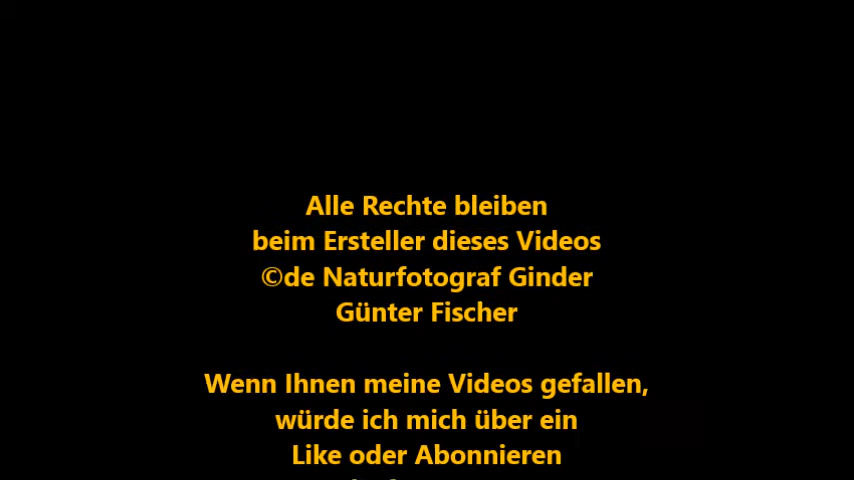 Alle Rechte bleiben
beim Ersteller dieses Videos
©de Naturfotograf Ginder
Günter Fischer
Wenn Ihnen meine Videos gefallen,
würde ich mich über ein
Like oder Abonnieren